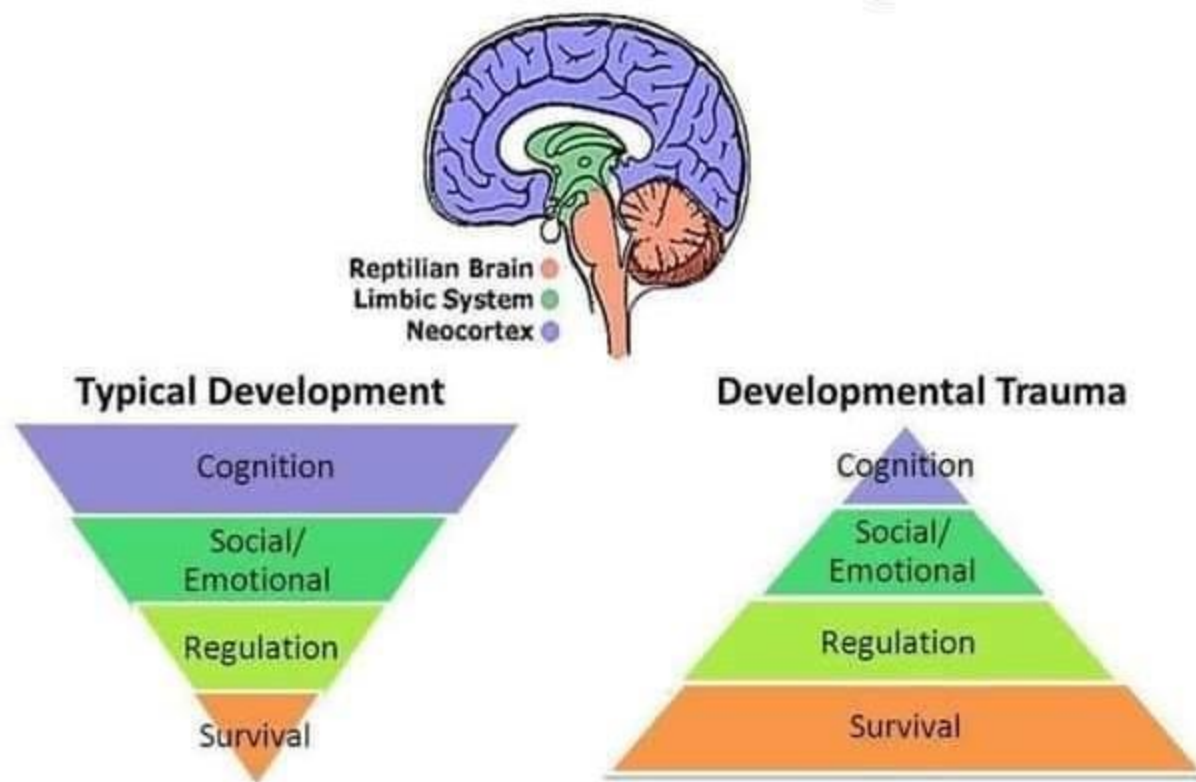 Reptilian Brain
Limbic System
Neocortex
Typical Development
Cognition
Social/
Emotional
Regulation
Survival
Developmental Trauma
Cognition
Social/
Emotional
Regulation
Survival